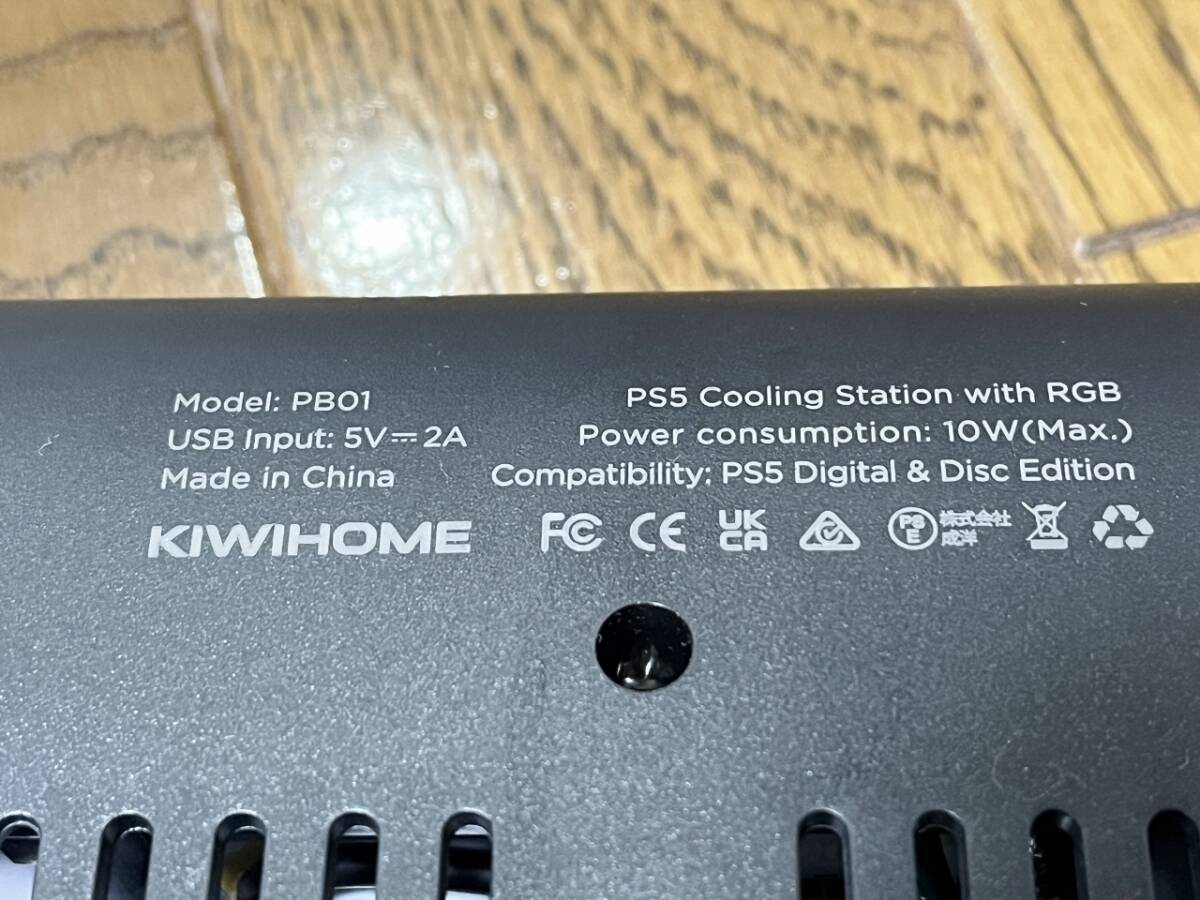 Model: PB01
USB Input: 5V⎓2A
Made in China
KIWIHOME
PS5 Cooling Station with RGB
Power consumption: 10W(Max.)
Compatibility: PS5 Digital & Disc Edition
FC CE UK
CA
PS
E
株式会社
成洋